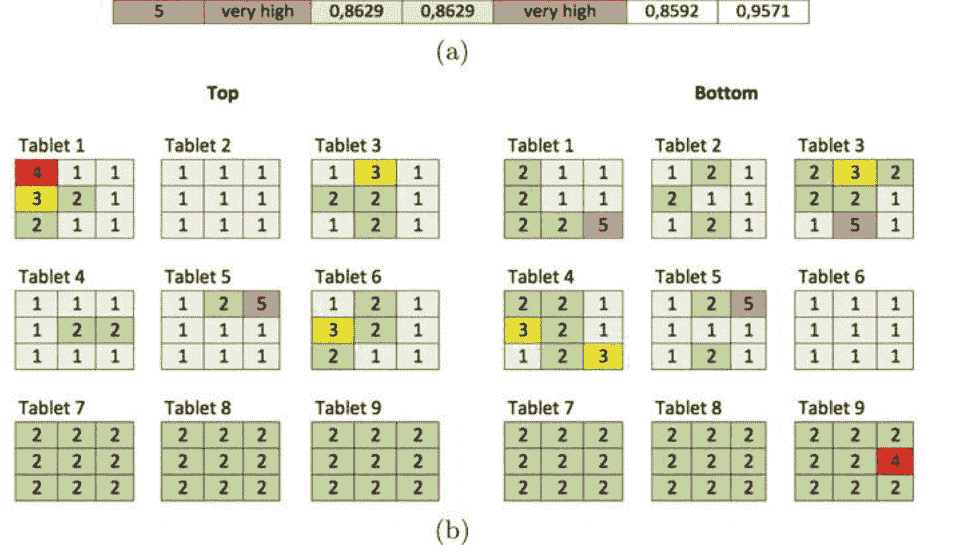 5 very high 0,8629 0,8629 very high 0,8592 0,9571
(a)
Top Bottom
Tablet 1 Tablet 2 Tablet 3 Tablet 1 Tablet 2 Tablet 3
4 1 1 1 1 1 1 3 1 2 1 1 1 2 1 2 3 2
3 2 1 1 1 1 2 2 1 2 1 1 2 1 1 2 2 1
2 1 1 1 1 1 1 2 1 2 2 5 1 2 1 1 5 1
Tablet 4 Tablet 5 Tablet 6 Tablet 4 Tablet 5 Tablet 6
1 1 1 1 2 5 1 2 1 2 2 1 1 2 5 1 1 1
1 2 2 1 1 1 3 2 1 3 2 1 1 1 1 1 1 1
1 1 1 1 1 1 2 1 1 1 2 3 1 2 1 1 1 1
Tablet 7 Tablet 8 Tablet 9 Tablet 7 Tablet 8 Tablet 9
2 2 2 2 2 2 2 2 2 2 2 2 2 2 2 2 2 2
2 2 2 2 2 2 2 2 2 2 2 2 2 2 2 2 2 4
2 2 2 2 2 2 2 2 2 2 2 2 2 2 2 2 2 2
(b)